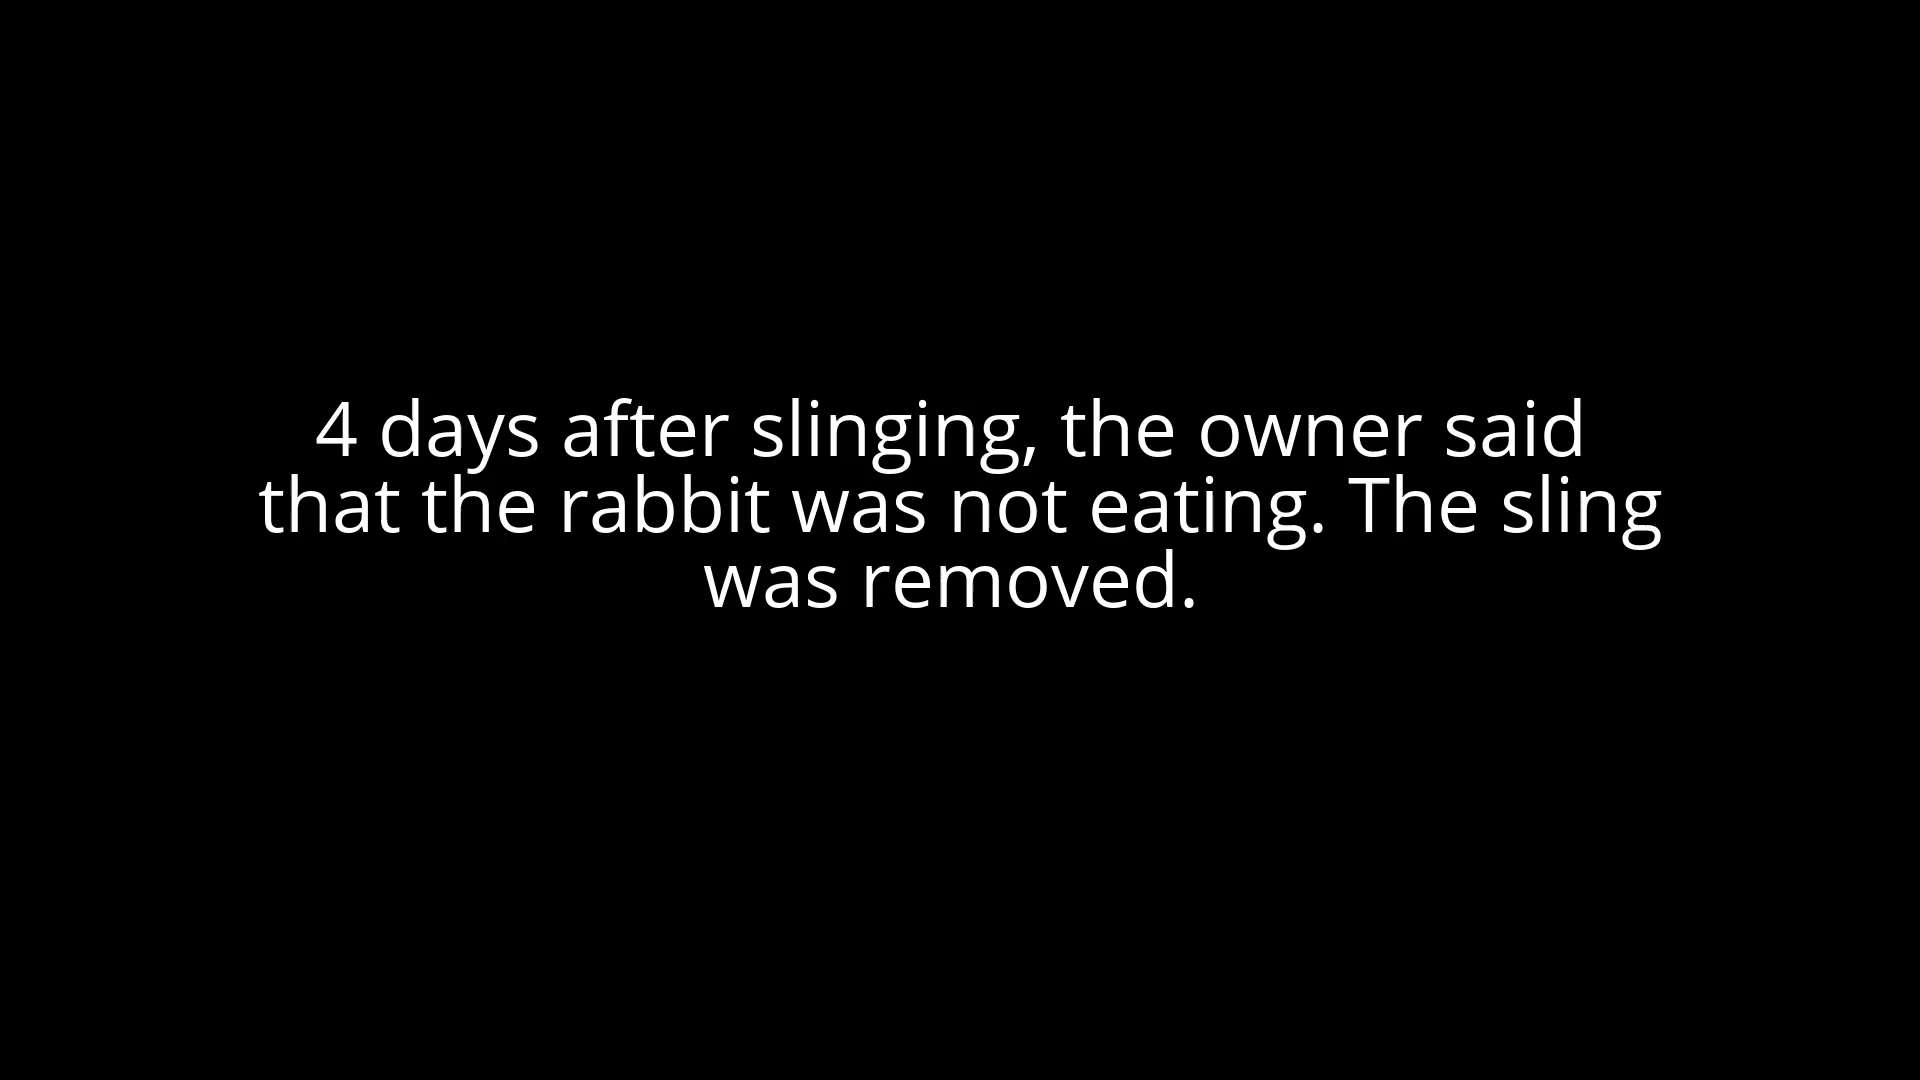 4 days after slinging, the owner said
that the rabbit was not eating. The sling
was removed.